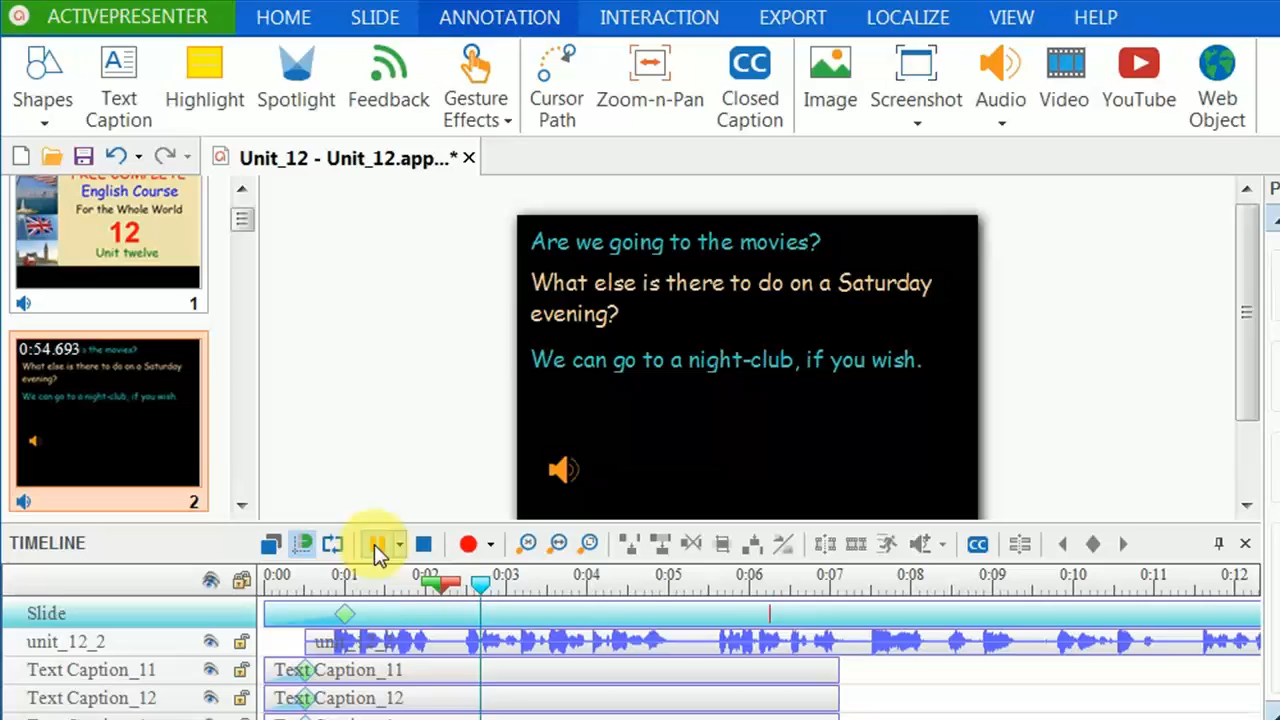 ACTIVEPRESENTER HOME SLIDE ANNOTATION INTERACTION EXPORT LOCALIZE VIEW HELP
Shapes Text Caption Highlight Spotlight Feedback Gesture Effects Cursor Path Zoom-n-Pan Closed Caption Image Screenshot Audio Video YouTube Web Object
CC
Unit_12 - Unit_12.app...*
FREE COMPLETE
English Course
For the Whole World
12
Unit twelve
1
0:54.693 s the movies?
What else is there to do on a Saturday
evening?
We can go to a night-club, if you wish.
2
Are we going to the movies?
What else is there to do on a Saturday
evening?
We can go to a night-club, if you wish.
P
TIMELINE
CC
0:00 0:01 0:02 0:03 0:04 0:05 0:06 0:07 0:08 0:09 0:10 0:11 0:12
Slide
unit_12_2 unit_12_2
Text Caption_11 Text Caption_11
Text Caption_12 Text Caption_12